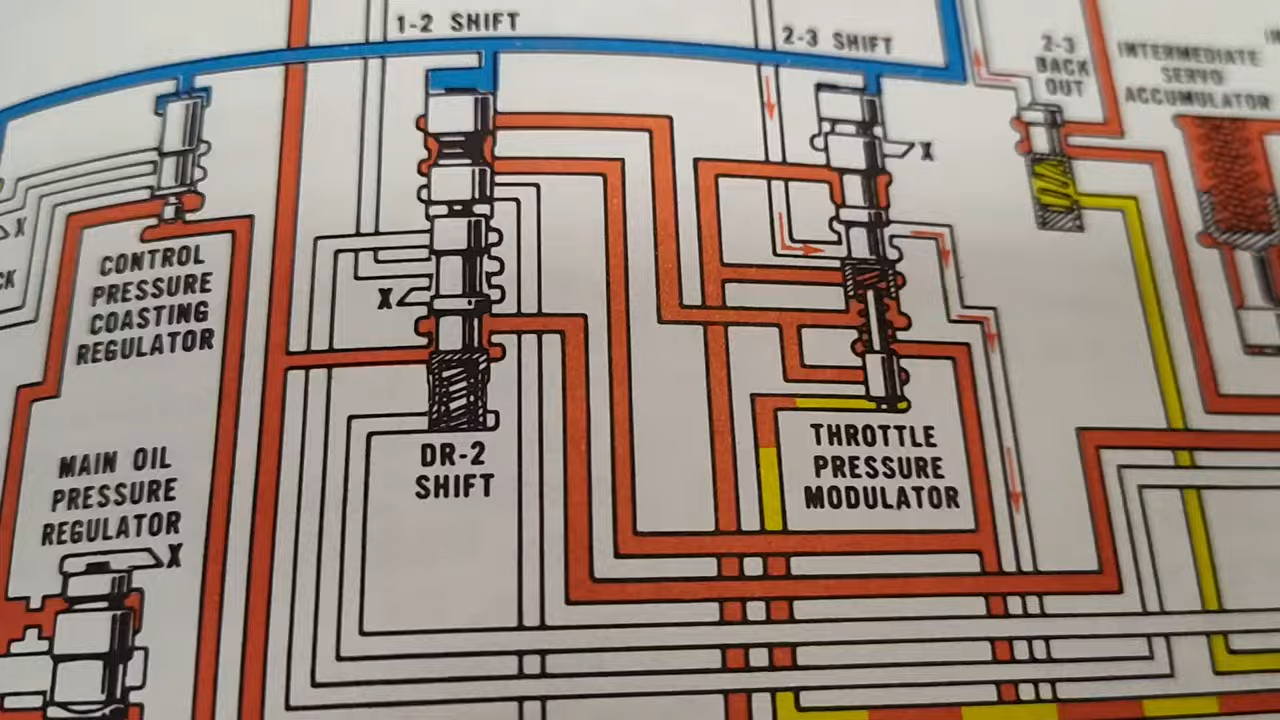 1-2 SHIFT
2-3 SHIFT
2-3
BACK
OUT
INTERMEDIATE
SERVO
ACCUMULATOR
X
X
CK
CONTROL
PRESSURE
COASTING
REGULATOR
X
DR-2
SHIFT
THROTTLE
PRESSURE
MODULATOR
MAIN OIL
PRESSURE
REGULATOR
X